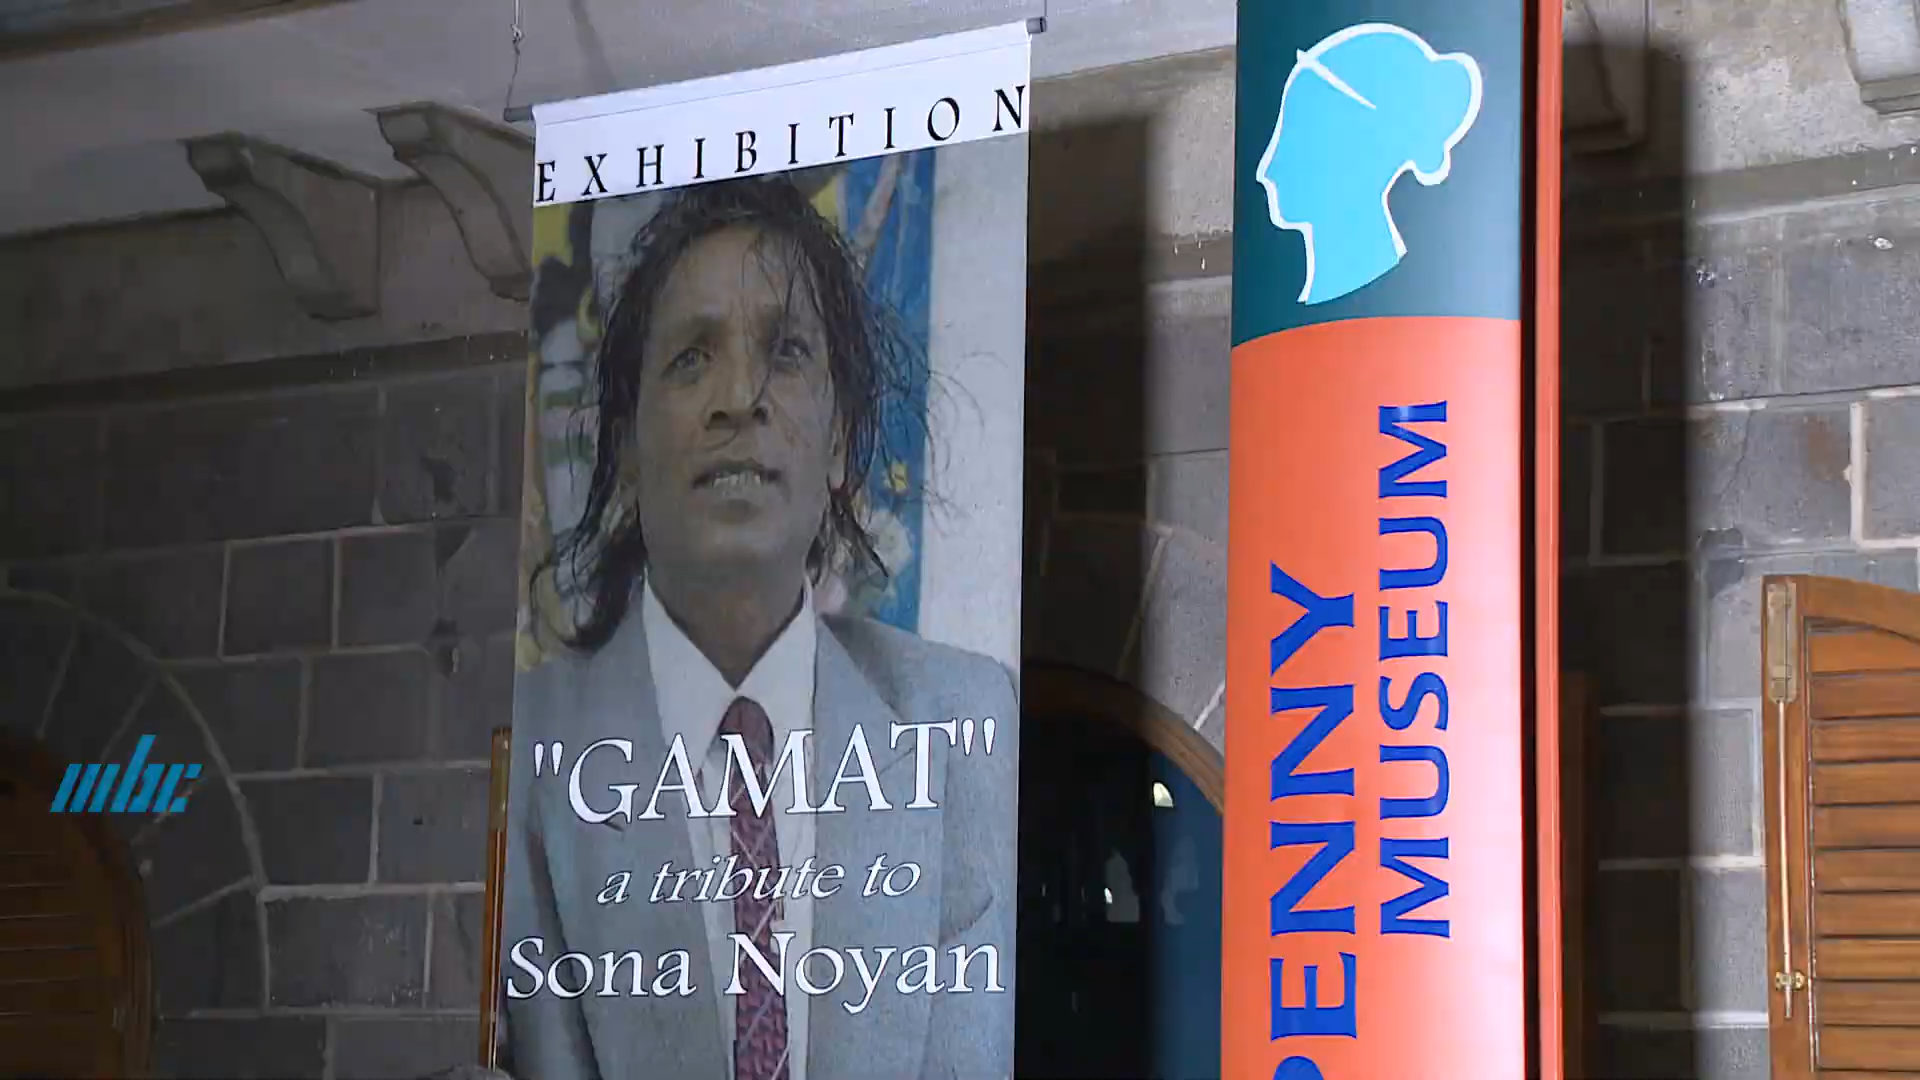 EXHIBITION
"GAMAT"
a tribute to
Sona Noyan
PENNY
MUSEUM
mbc